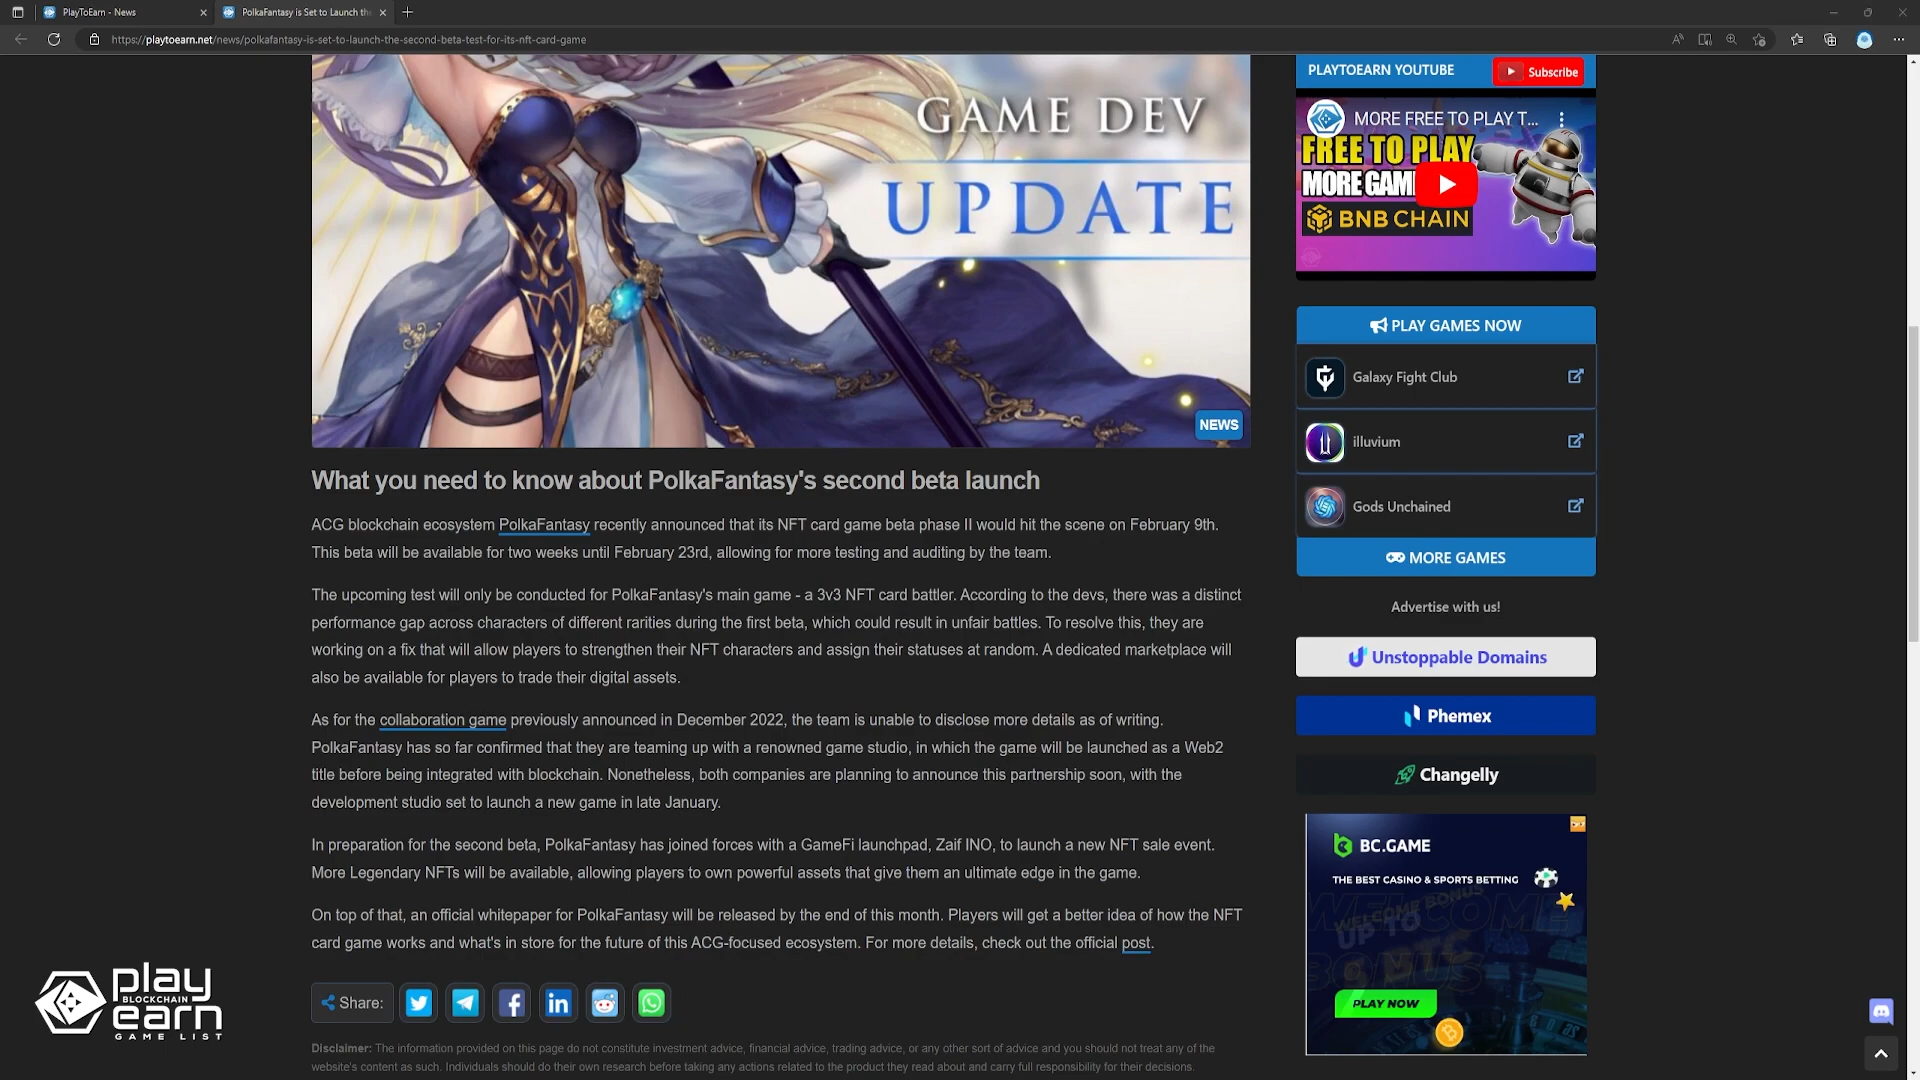 PlayToEarn - News
PolkaFantasy is Set to Launch the
https://playtoearn.net/news/polkafantasy-is-set-to-launch-the-second-beta-test-for-its-nft-card-game
GAME DEV
UPDATE
NEWS
What you need to know about PolkaFantasy's second beta launch
ACG blockchain ecosystem PolkaFantasy recently announced that its NFT card game beta phase II would hit the scene on February 9th.
This beta will be available for two weeks until February 23rd, allowing for more testing and auditing by the team.
The upcoming test will only be conducted for PolkaFantasy's main game - a 3v3 NFT card battler. According to the devs, there was a distinct
performance gap across characters of different rarities during the first beta, which could result in unfair battles. To resolve this, they are
working on a fix that will allow players to strengthen their NFT characters and assign their statuses at random. A dedicated marketplace will
also be available for players to trade their digital assets.
As for the collaboration game previously announced in December 2022, the team is unable to disclose more details as of writing.
PolkaFantasy has so far confirmed that they are teaming up with a renowned game studio, in which the game will be launched as a Web2
title before being integrated with blockchain. Nonetheless, both companies are planning to announce this partnership soon, with the
development studio set to launch a new game in late January.
In preparation for the second beta, PolkaFantasy has joined forces with a GameFi launchpad, Zaif INO, to launch a new NFT sale event.
More Legendary NFTs will be available, allowing players to own powerful assets that give them an ultimate edge in the game.
On top of that, an official whitepaper for PolkaFantasy will be released by the end of this month. Players will get a better idea of how the NFT
card game works and what's in store for the future of this ACG-focused ecosystem. For more details, check out the official post.
Share:
Disclaimer: The information provided on this page do not constitute investment advice, financial advice, trading advice, or any other sort of advice and you should not treat any of the
website's content as such. Individuals should do their own research before taking any actions related to the product they read about and carry full responsibility for their decisions.
PLAYTOEARN YOUTUBE
Subscribe
MORE FREE TO PLAY T...
FREE TO PLAY
MORE GAM
BNB CHAIN
PLAY GAMES NOW
Galaxy Fight Club
illuvium
Gods Unchained
MORE GAMES
Advertise with us!
Unstoppable Domains
Phemex
Changelly
BC.GAME
THE BEST CASINO & SPORTS BETTING
WELCOME BONUS
UP TO
BTC
BONUS
PLAY NOW
play
BLOCKCHAIN
earn
GAME LIST